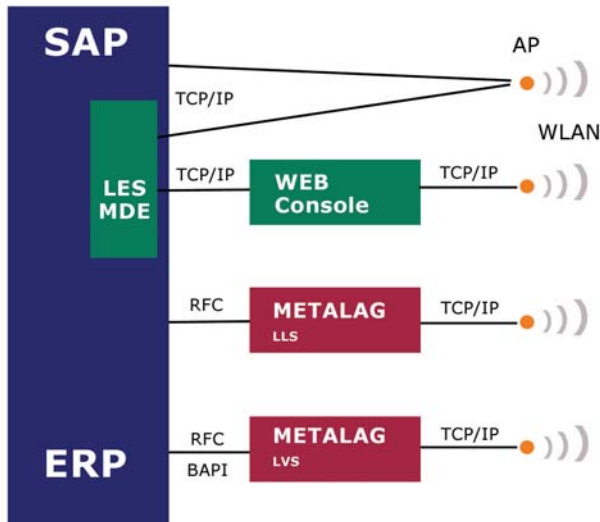 SAP
AP
TCP/IP
WLAN
LES
MDE
TCP/IP
WEB
Console
TCP/IP
RFC
METALAG
LLS
TCP/IP
ERP
RFC
BAPI
METALAG
LVS
TCP/IP